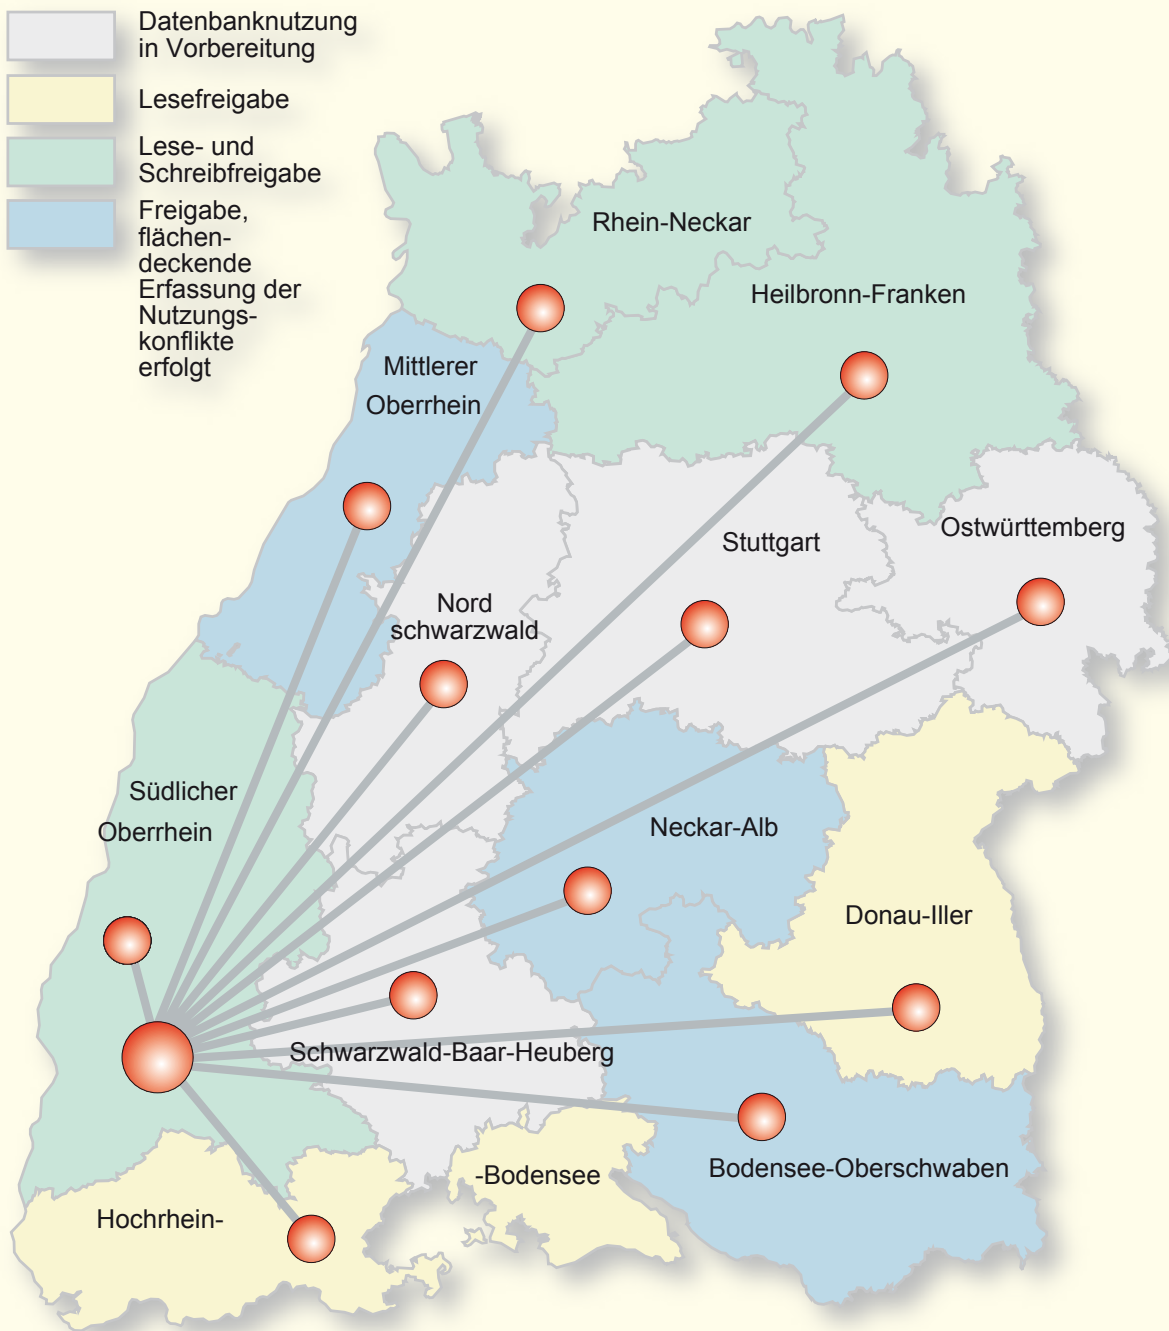 Datenbanknutzung
in Vorbereitung
Lesefreigabe
Lese- und
Schreibfreigabe
Freigabe,
flächen-
deckende
Erfassung der
Nutzungs-
konflikte
erfolgt
Rhein-Neckar
Heilbronn-Franken
Mittlerer
Oberrhein
Ostwürttemberg
Stuttgart
Nord
schwarzwald
Südlicher
Oberrhein
Neckar-Alb
Donau-Iller
Schwarzwald-Baar-Heuberg
Bodensee-Oberschwaben
-Bodensee
Hochrhein-